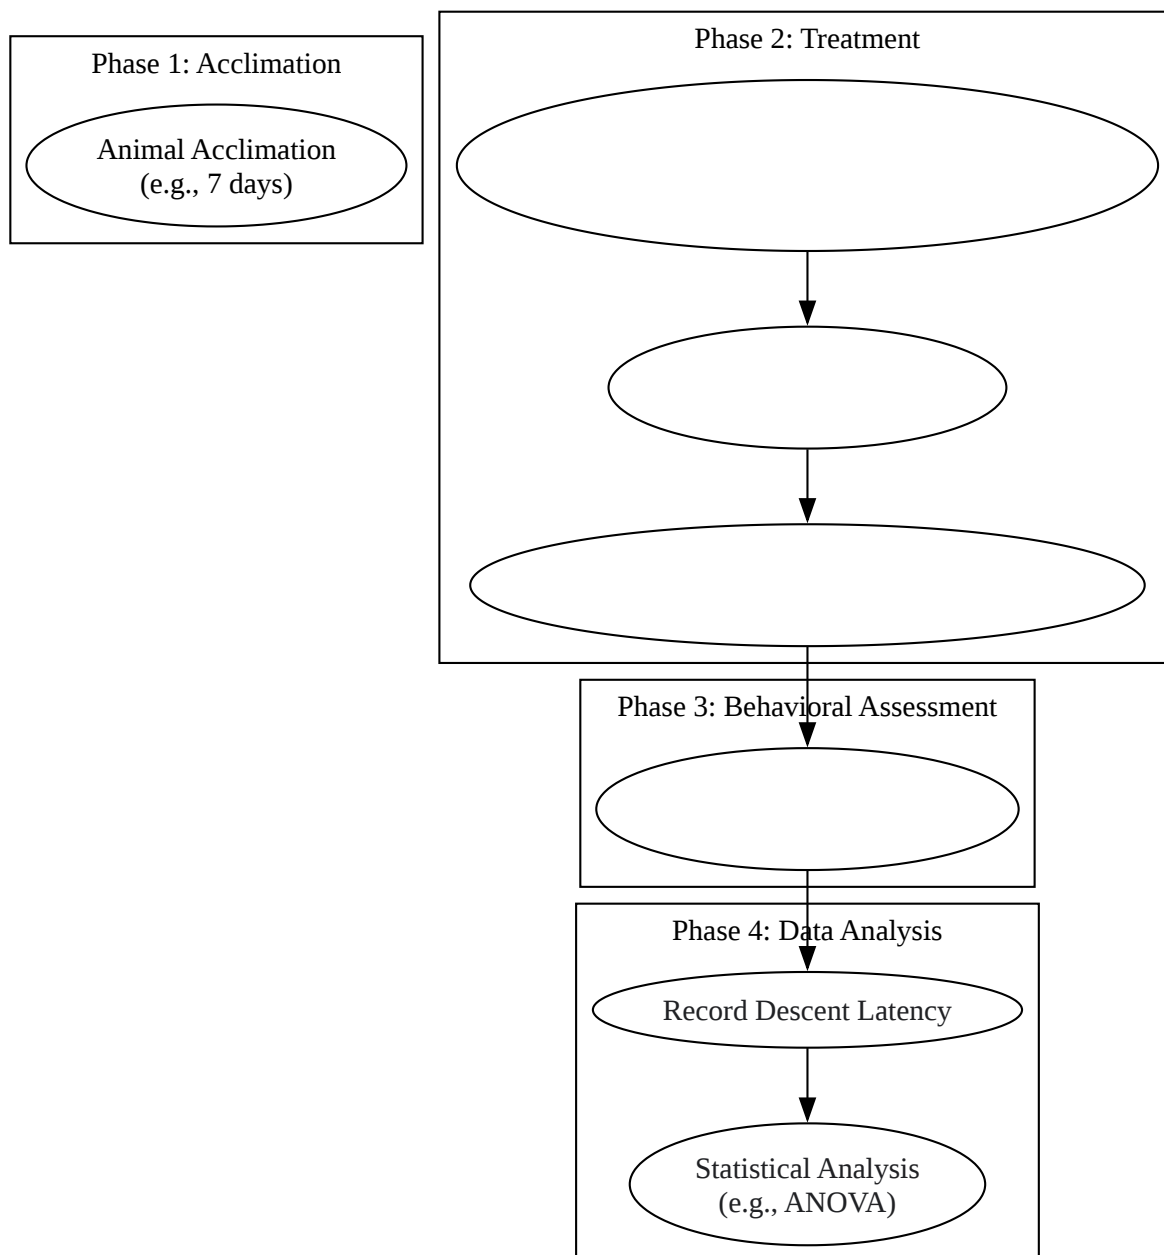 Phase 1: Acclimation
Animal Acclimation
(e.g., 7 days)
Phase 2: Treatment
Phase 3: Behavioral Assessment
Phase 4: Data Analysis
Record Descent Latency
Statistical Analysis
(e.g., ANOVA)